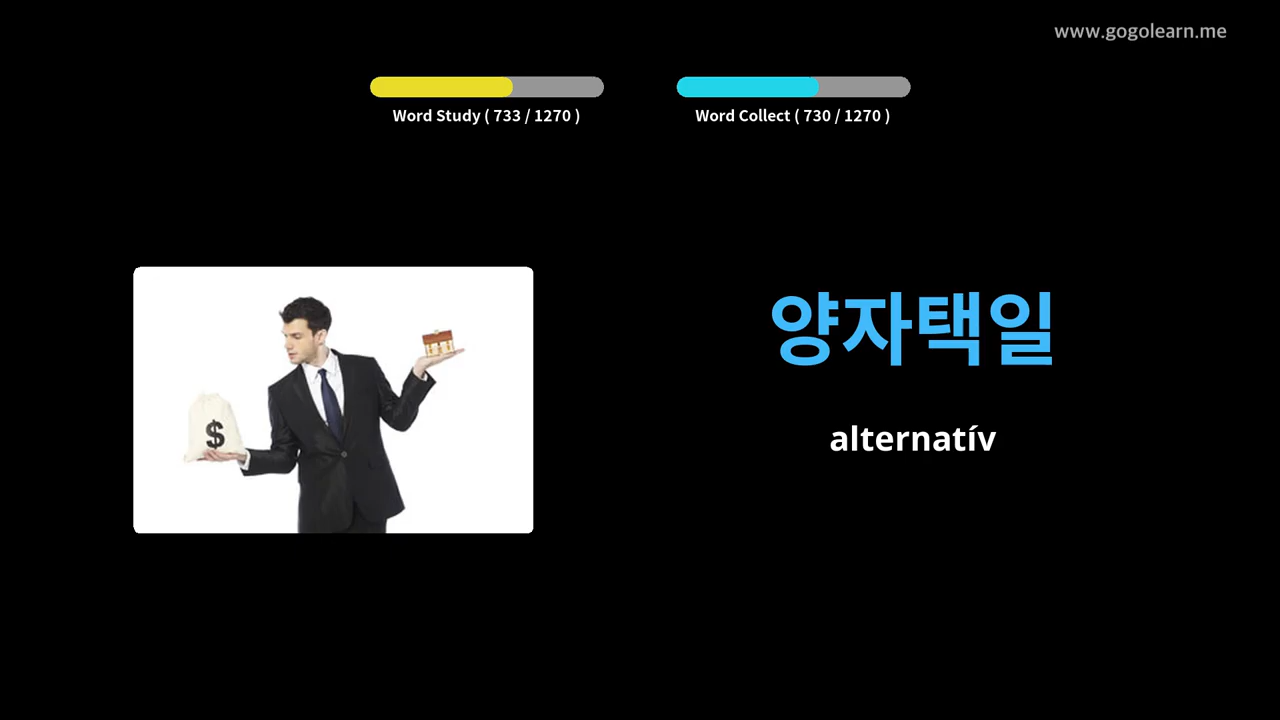 www.gogolearn.me
Word Study ( 733 / 1270 )
Word Collect ( 730 / 1270 )
$
양자택일
alternatív